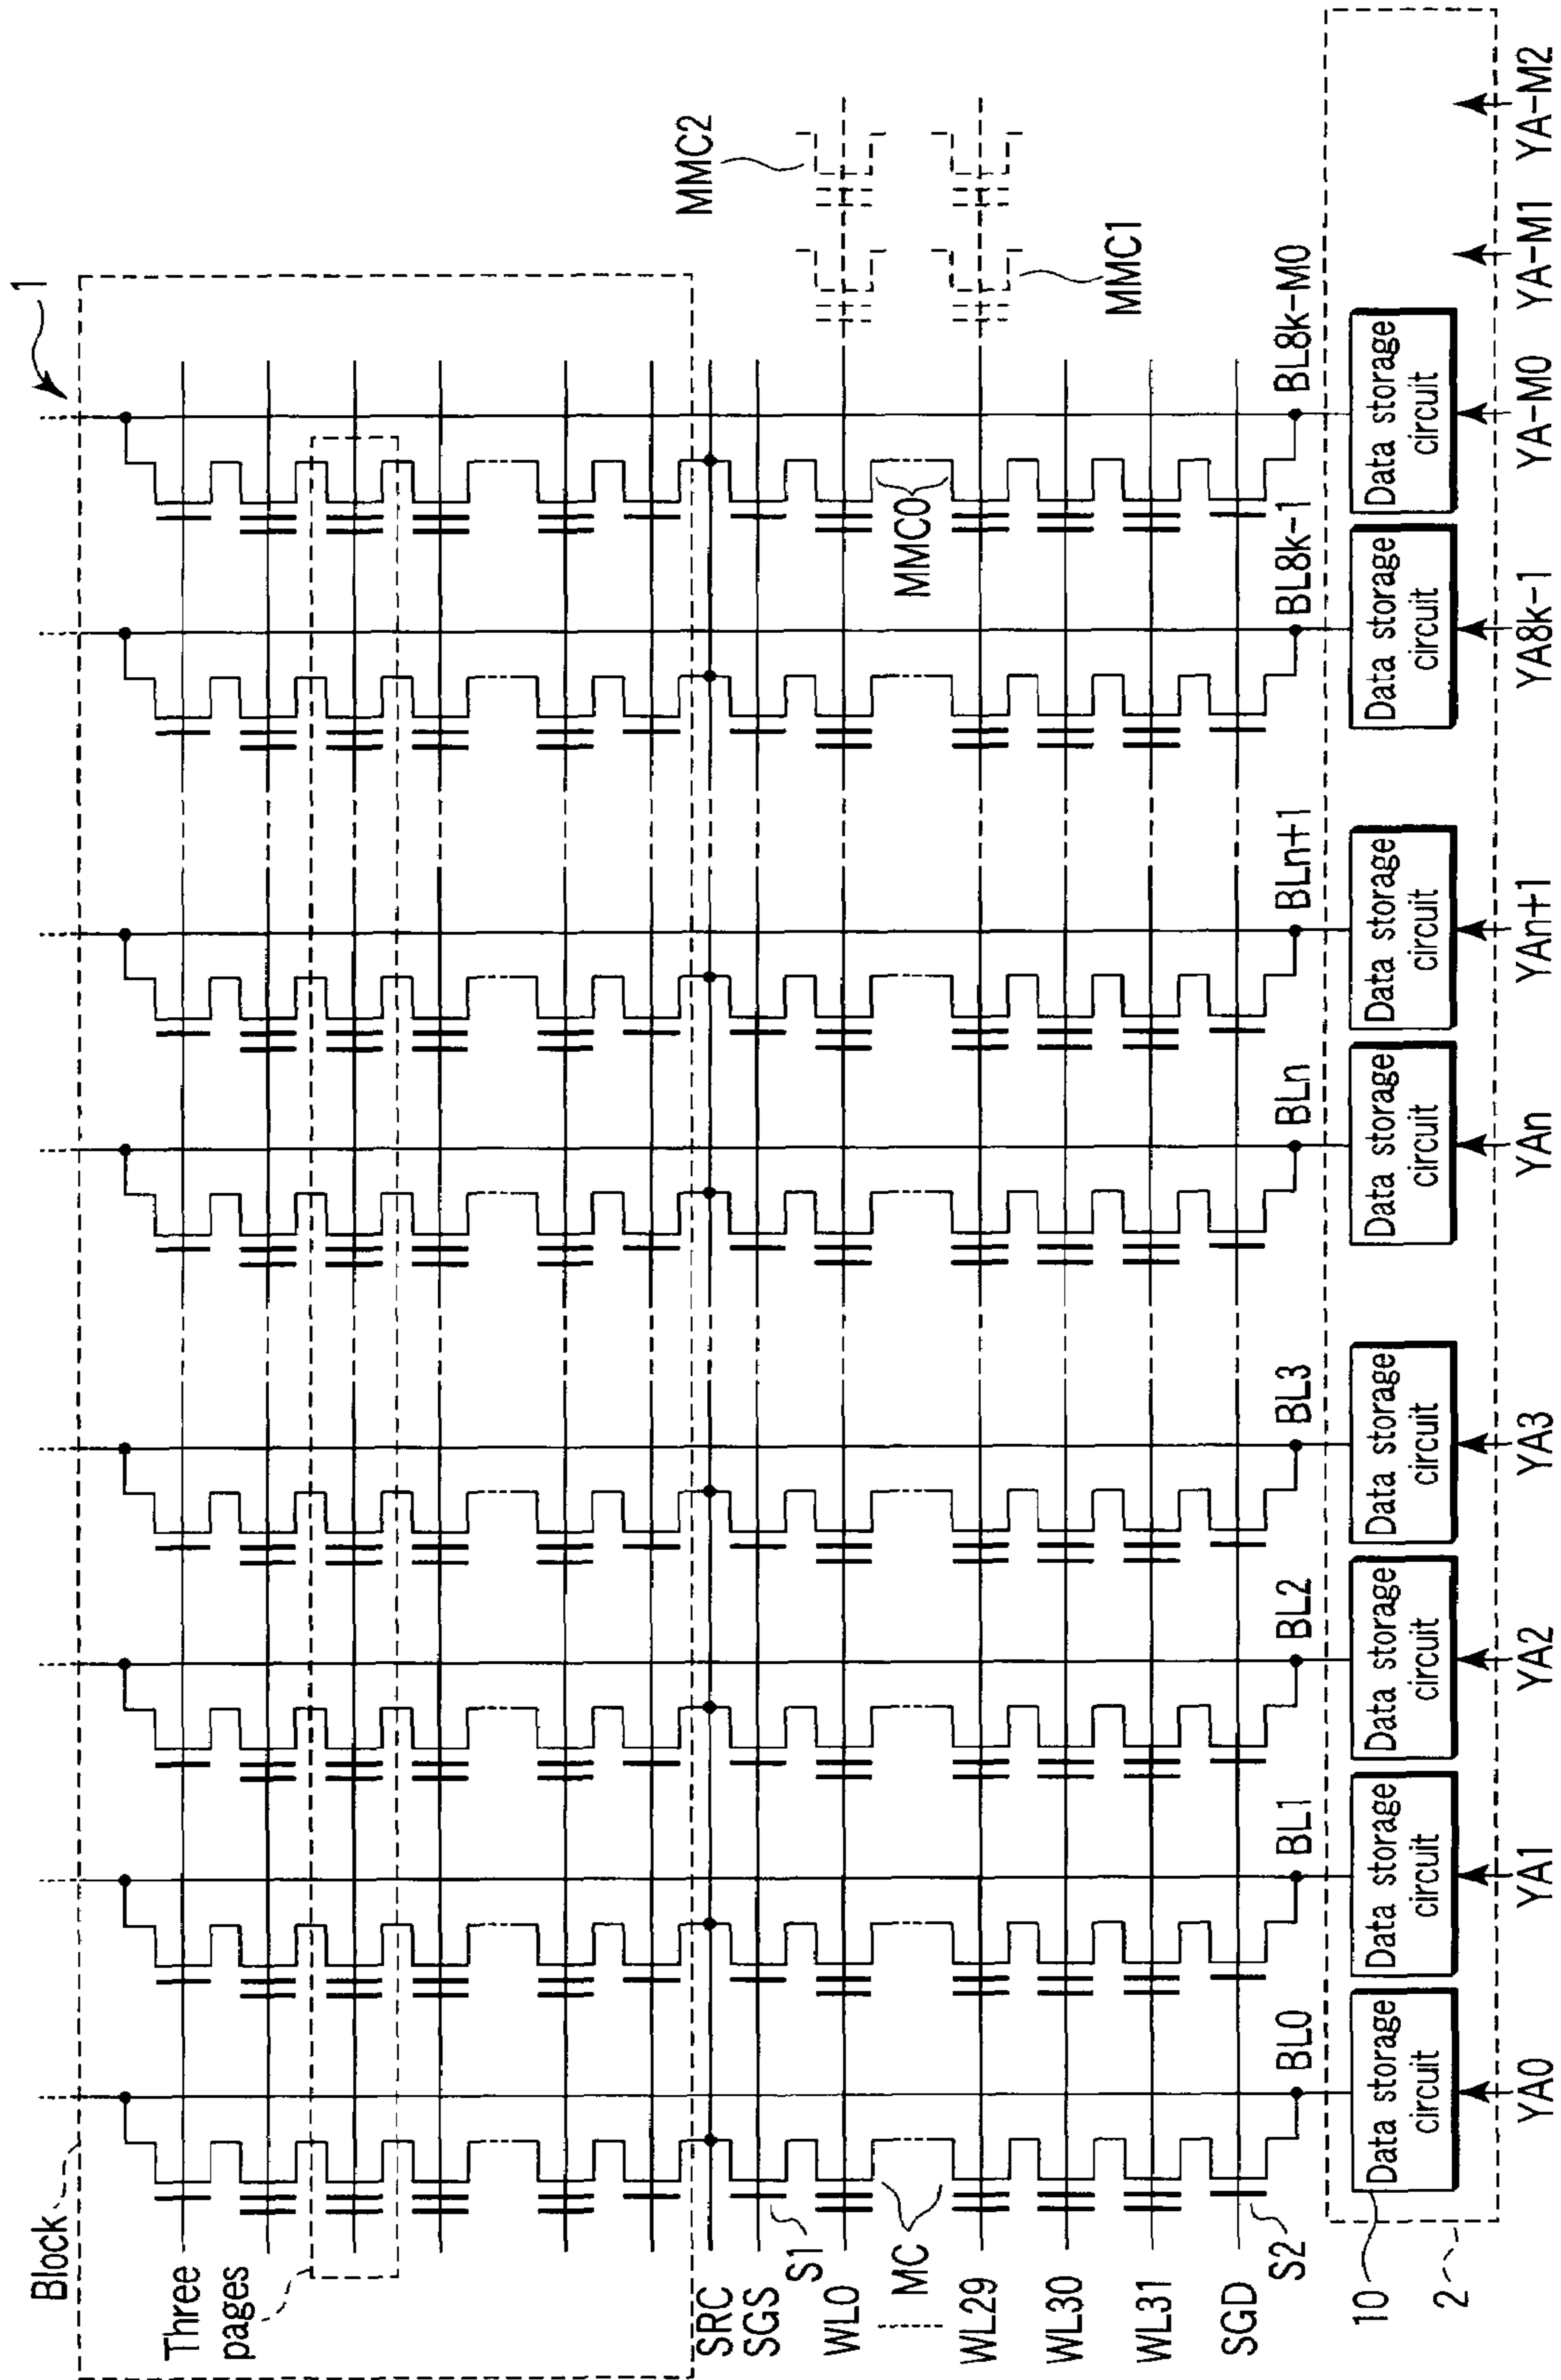 1
Block
Three
pages
SRC
SGS
S1
WL0
MC
WL29
WL30
WL31
SGD
S2
MMC2
MMC1
MMC0
BL0
BL1
BL2
BL3
BLn
BLn+1
BL8k-1
BL8k-M0
10
2
Data storage
circuit
Data storage
circuit
Data storage
circuit
Data storage
circuit
Data storage
circuit
Data storage
circuit
Data storage
circuit
Data storage
circuit
YA0
YA1
YA2
YA3
YAn
YAn+1
YA8k-1
YA-M0
YA-M1
YA-M2